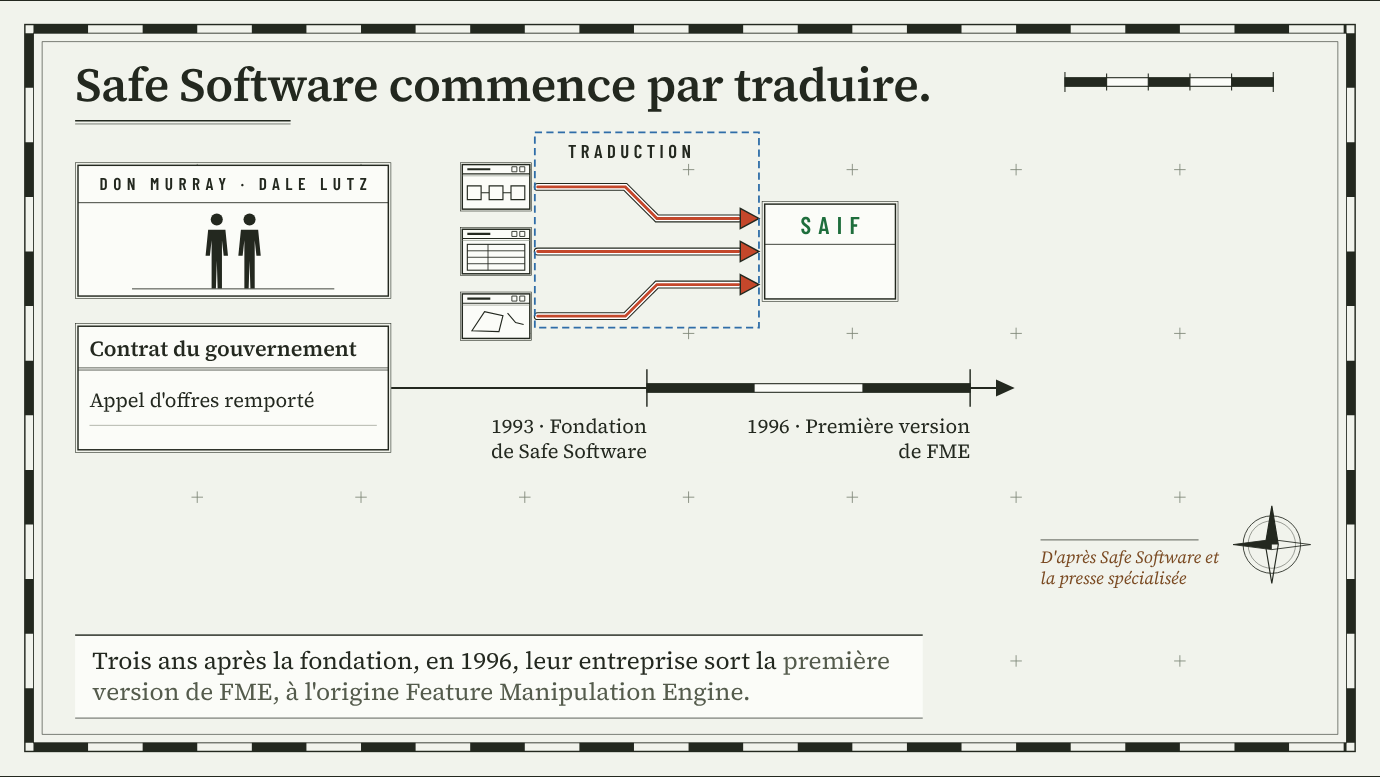 Safe Software commence par traduire.
DON MURRAY · DALE LUTZ
TRADUCTION
SAIF
Contrat du gouvernement
Appel d'offres remporté
1993 · Fondation
de Safe Software
1996 · Première version
de FME
D'après Safe Software et
la presse spécialisée
Trois ans après la fondation, en 1996, leur entreprise sort la première
version de FME, à l'origine Feature Manipulation Engine.